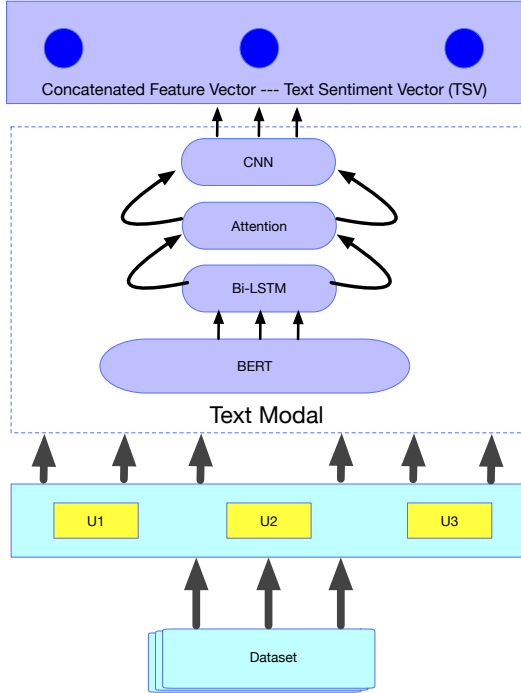 Concatenated Feature Vector --- Text Sentiment Vector (TSV)
CNN
Attention
Bi-LSTM
BERT
Text Modal
U1
U2
U3
Dataset